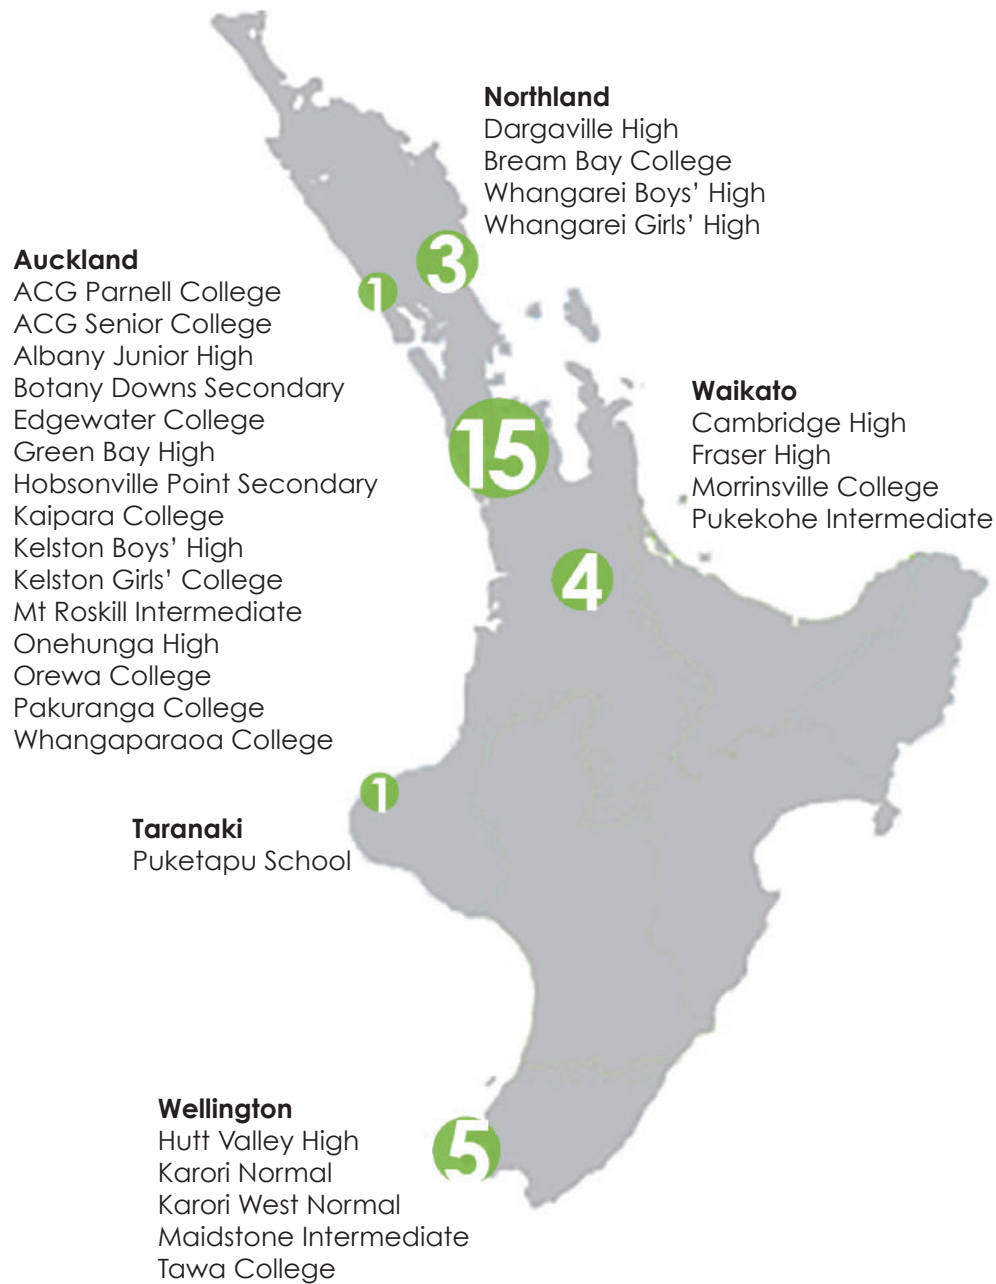 Northland
Dargaville High
Bream Bay College
Whangarei Boys’ High
Whangarei Girls’ High
3
1
Auckland
ACG Parnell College
ACG Senior College
Albany Junior High
Botany Downs Secondary
Edgewater College
Green Bay High
Hobsonville Point Secondary
Kaipara College
Kelston Boys’ High
Kelston Girls’ College
Mt Roskill Intermediate
Onehunga High
Orewa College
Pakuranga College
Whangaparaoa College
15
Waikato
Cambridge High
Fraser High
Morrinsville College
Pukekohe Intermediate
4
1
Taranaki
Puketapu School
Wellington
Hutt Valley High
Karori Normal
Karori West Normal
Maidstone Intermediate
Tawa College
5